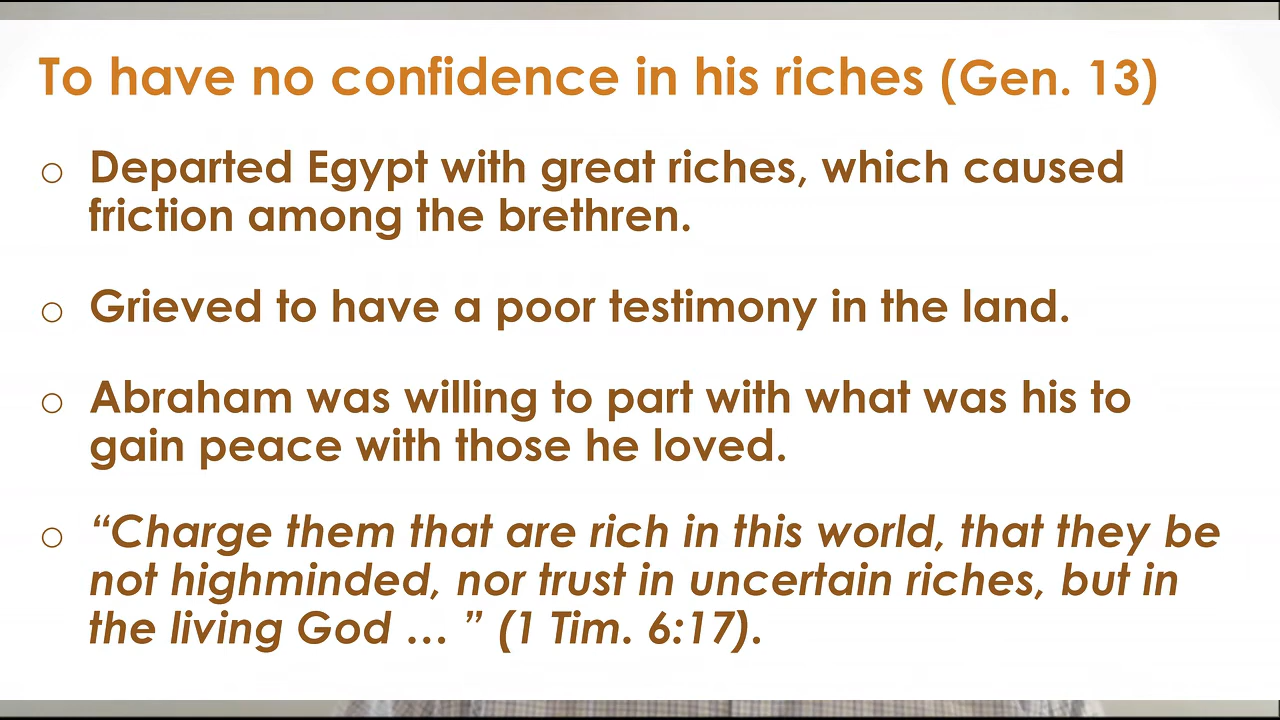 To have no confidence in his riches (Gen. 13)
○ Departed Egypt with great riches, which caused
friction among the brethren.
○ Grieved to have a poor testimony in the land.
○ Abraham was willing to part with what was his to
gain peace with those he loved.
○ “Charge them that are rich in this world, that they be
not highminded, nor trust in uncertain riches, but in
the living God … ” (1 Tim. 6:17).